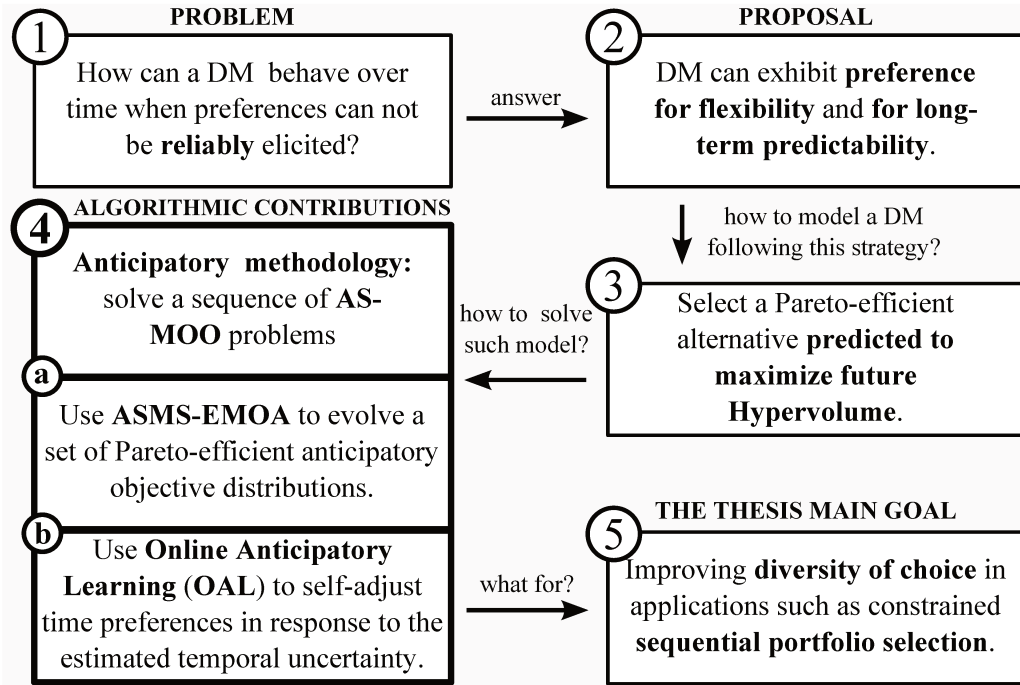 PROBLEM
1
How can a DM behave over
time when preferences can not
be reliably elicited?
answer
PROPOSAL
2
DM can exhibit preference
for flexibility and for long-
term predictability.
how to model a DM
following this strategy?
3
Select a Pareto-efficient
alternative predicted to
maximize future
Hypervolume.
how to solve
such model?
ALGORITHMIC CONTRIBUTIONS
4
Anticipatory methodology:
solve a sequence of AS-
MOO problems
a
Use ASMS-EMOA to evolve a
set of Pareto-efficient anticipatory
objective distributions.
b
Use Online Anticipatory
Learning (OAL) to self-adjust
time preferences in response to the
estimated temporal uncertainty.
what for?
THE THESIS MAIN GOAL
5
Improving diversity of choice in
applications such as constrained
sequential portfolio selection.